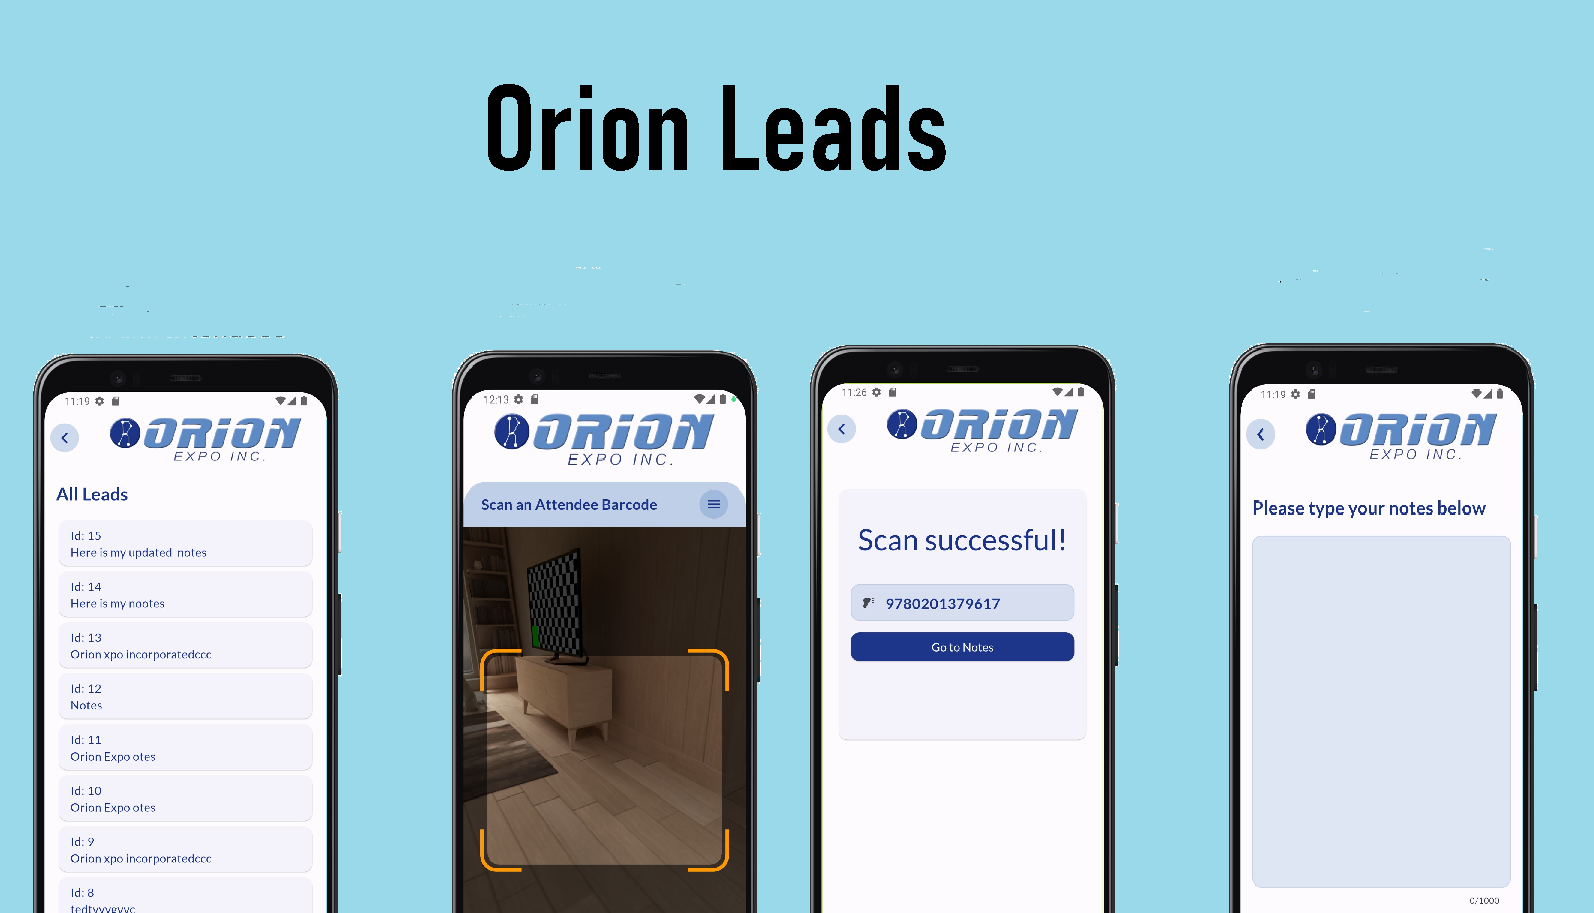 Orion Leads
11:19
ORION
EXPO INC.
All Leads
Id: 15
Here is my updated notes
Id: 14
Here is my nootes
Id: 13
Orion xpo incorporatedccc
Id: 12
Notes
Id: 11
Orion Expo otes
Id: 10
Orion Expo otes
Id: 9
Orion xpo incorporatedccc
Id: 8
12:13
ORION
EXPO INC.
Scan an Attendee Barcode
11:26
ORION
EXPO INC.
Scan successful!
9780201379617
Go to Notes
11:19
ORION
EXPO INC.
Please type your notes below
0/1000